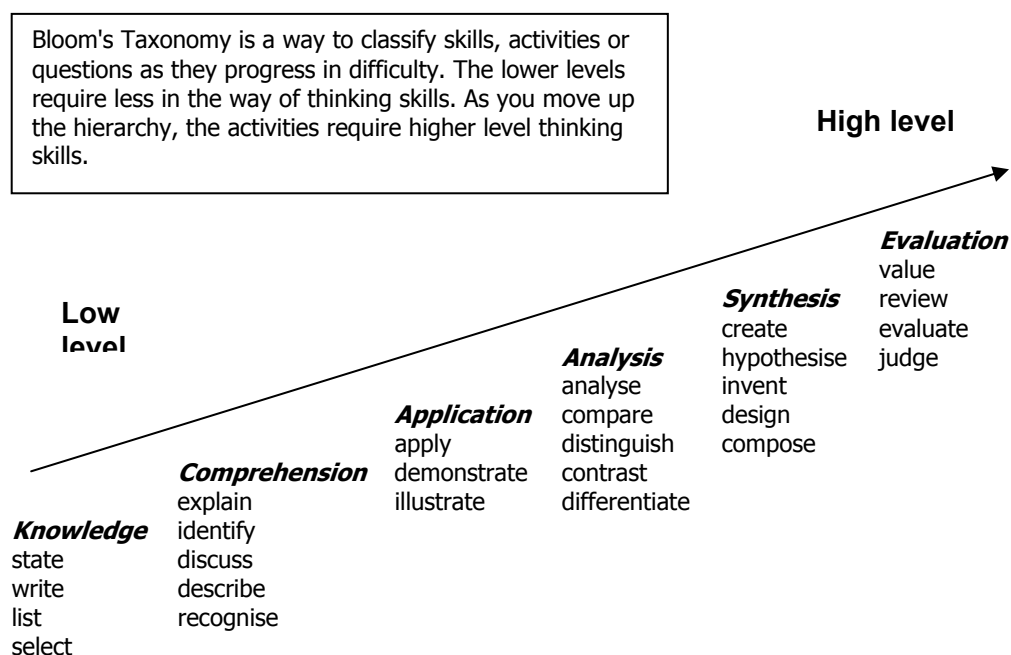 Bloom's Taxonomy is a way to classify skills, activities or
questions as they progress in difficulty. The lower levels
require less in the way of thinking skills. As you move up
the hierarchy, the activities require higher level thinking
skills.
High level
Low
level
Evaluation
value
review
evaluate
judge
Synthesis
create
hypothesise
invent
design
compose
Analysis
analyse
compare
distinguish
contrast
differentiate
Application
apply
demonstrate
illustrate
Comprehension
explain
identify
discuss
describe
recognise
Knowledge
state
write
list
select